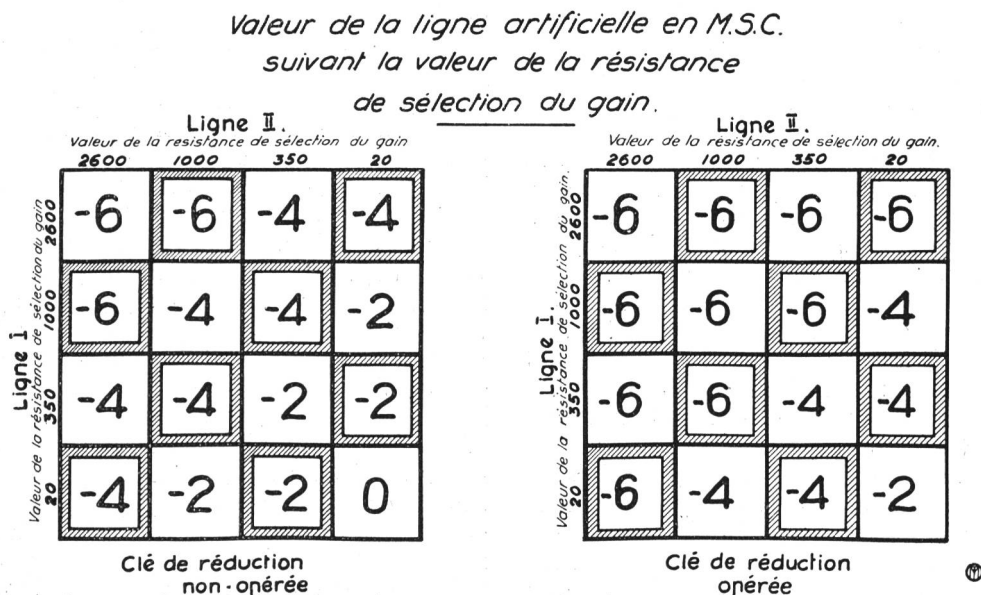 Valeur de la ligne artificielle en M.S.C.
suivant la valeur de la résistance
de sélection du gain.
Ligne II.
Valeur de la résistance de sélection du gain
2600 1000 350 20
Ligne I
Valeur de la résistance de sélection du gain
2600 -6 -6 -4 -4
1000 -6 -4 -4 -2
350 -4 -4 -2 -2
20 -4 -2 -2 0
Clé de réduction
non-opérée
Ligne II.
Valeur de la résistance de sélection du gain.
2600 1000 350 20
Ligne I.
Valeur de la résistance de sélection du gain.
2600 -6 -6 -6 -6
1000 -6 -6 -6 -4
350 -6 -6 -4 -4
20 -6 -4 -4 -2
Clé de réduction
opérée